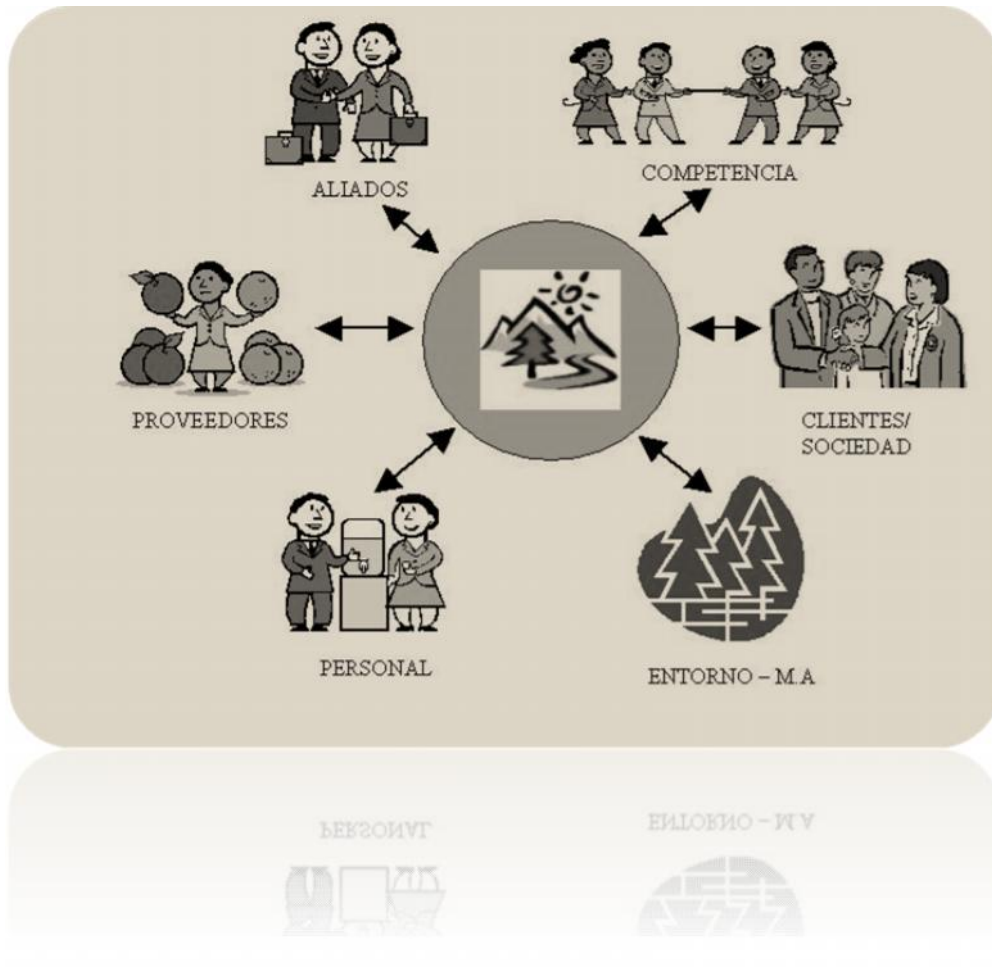 ALIADOS
COMPETENCIA
PROVEEDORES
CLIENTES/
SOCIEDAD
PERSONAL
ENTORNO – M.A